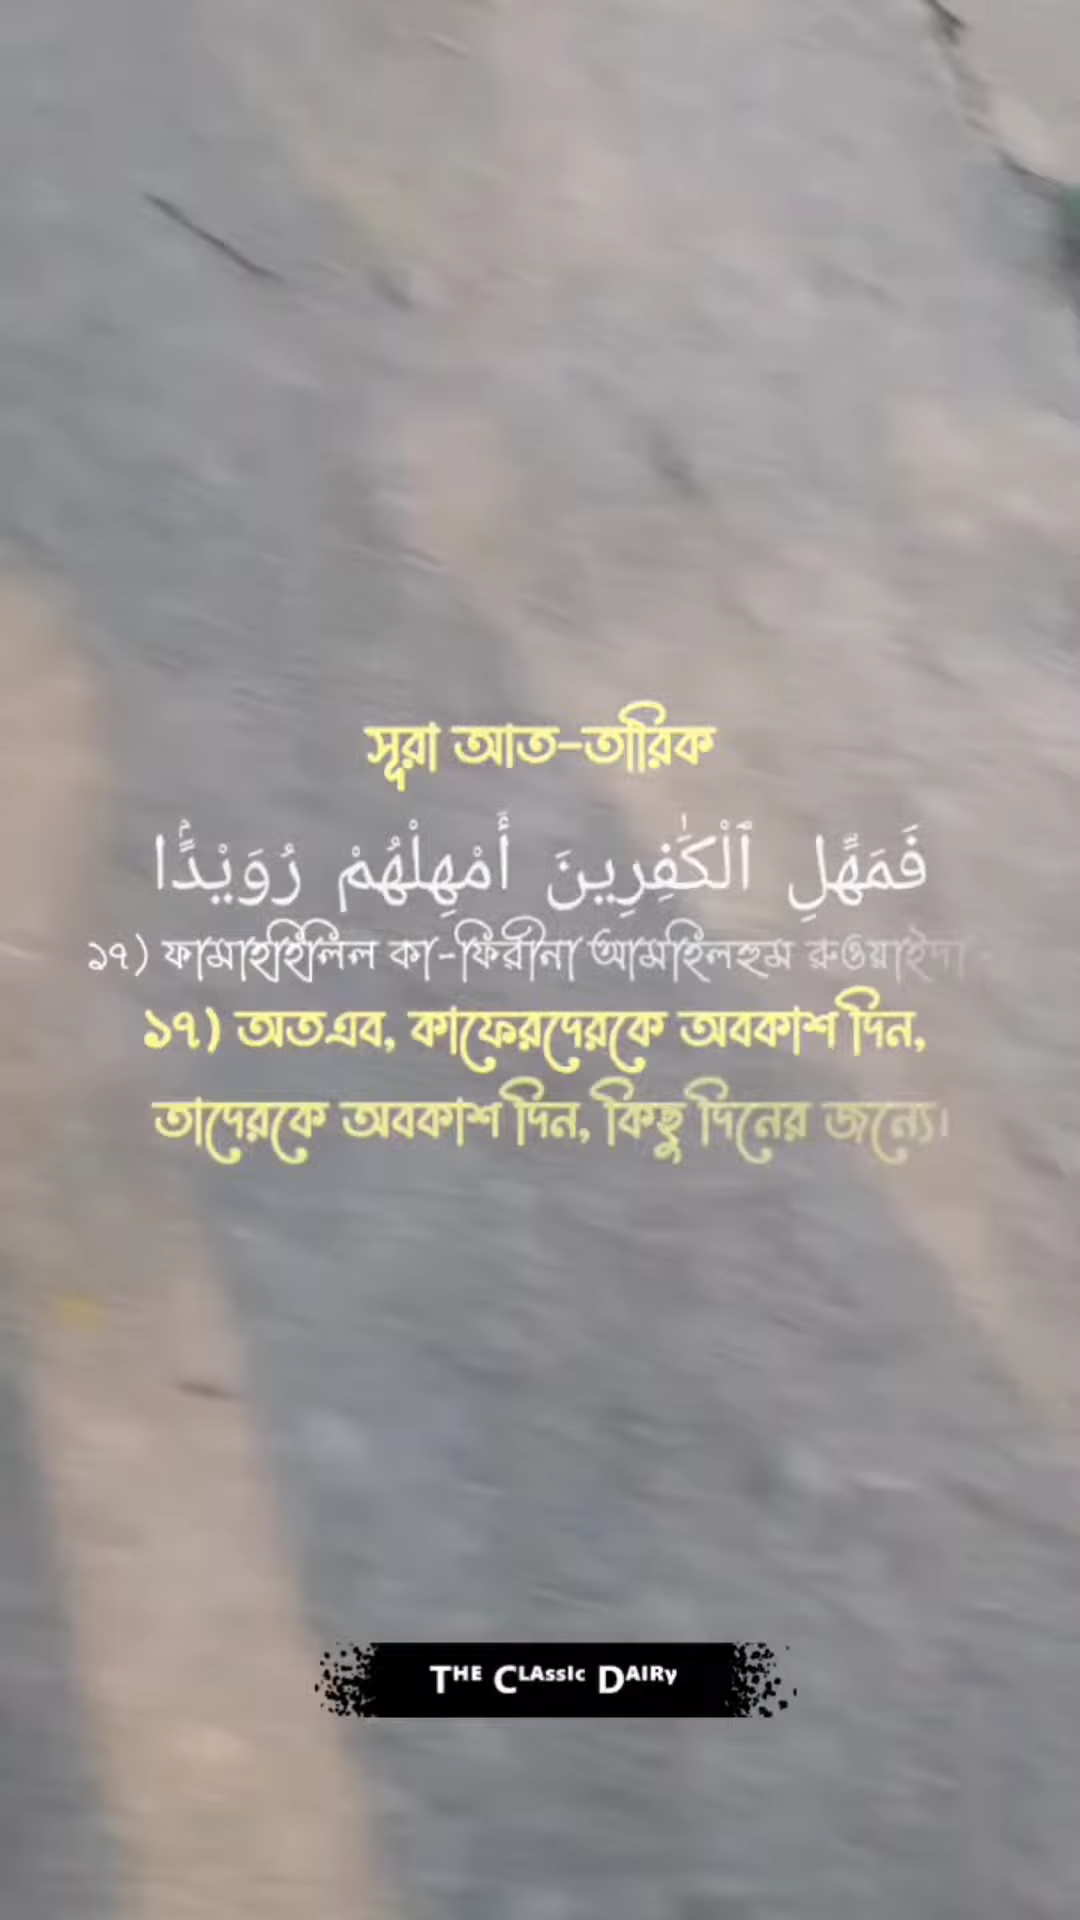 সূরা আত-তারিক
فَمَهِّلِ ٱلْكَٰفِرِينَ أَمْهِلْهُمْ رُوَيْدًۢا
১৭) ফামাহহিলিল কা-ফিরীনা আমহিলহুম রুওয়াইদা-
১৭) অতএব, কাফেরদেরকে অবকাশ দিন,
তাদেরকে অবকাশ দিন, কিছু দিনের জন্যে।
THE CLAssIc DAIRy